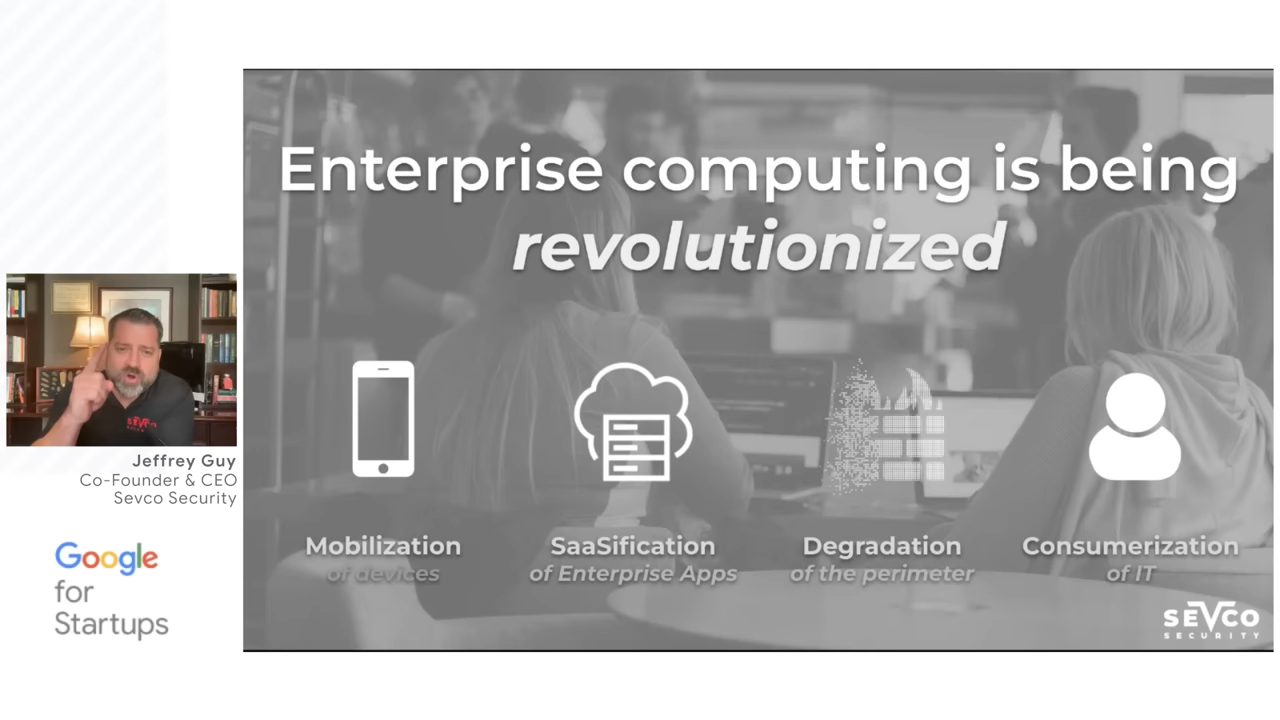 Enterprise computing is being
revolutionized
Mobilization
of devices
SaaSification
of Enterprise Apps
Degradation
of the perimeter
Consumerization
of IT
SEVCO
SECURITY
SEVCO
Jeffrey Guy
Co-Founder & CEO
Sevco Security
Google
for
Startups